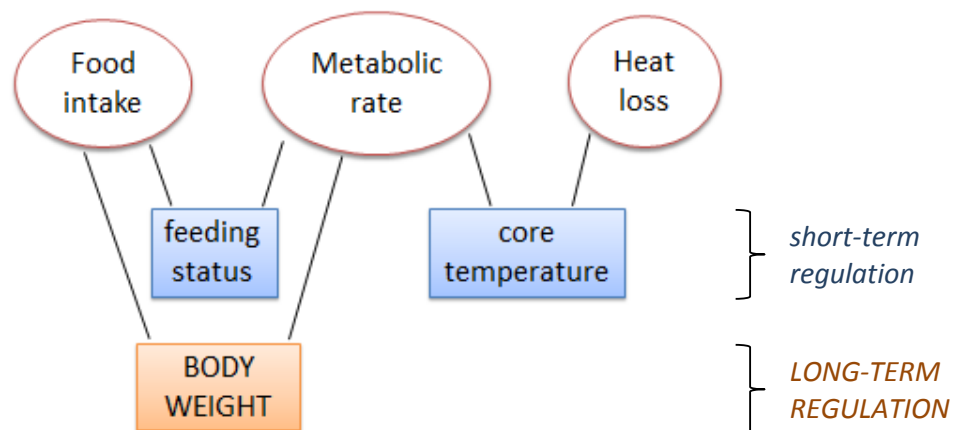 Food
intake
Metabolic
rate
Heat
loss
feeding
status
core
temperature
short-term
regulation
BODY
WEIGHT
LONG-TERM
REGULATION